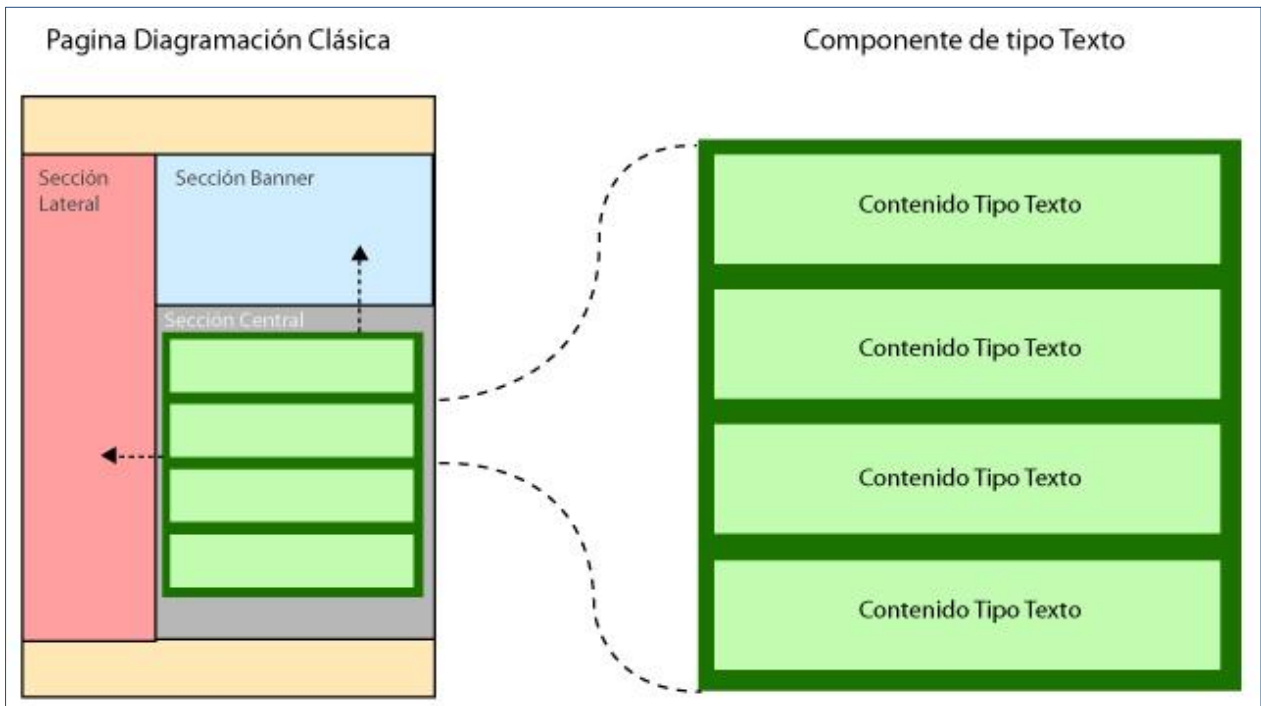 Pagina Diagramación Clásica
Componente de tipo Texto
Sección
Lateral
Sección Banner
Sección Central
Contenido Tipo Texto
Contenido Tipo Texto
Contenido Tipo Texto
Contenido Tipo Texto